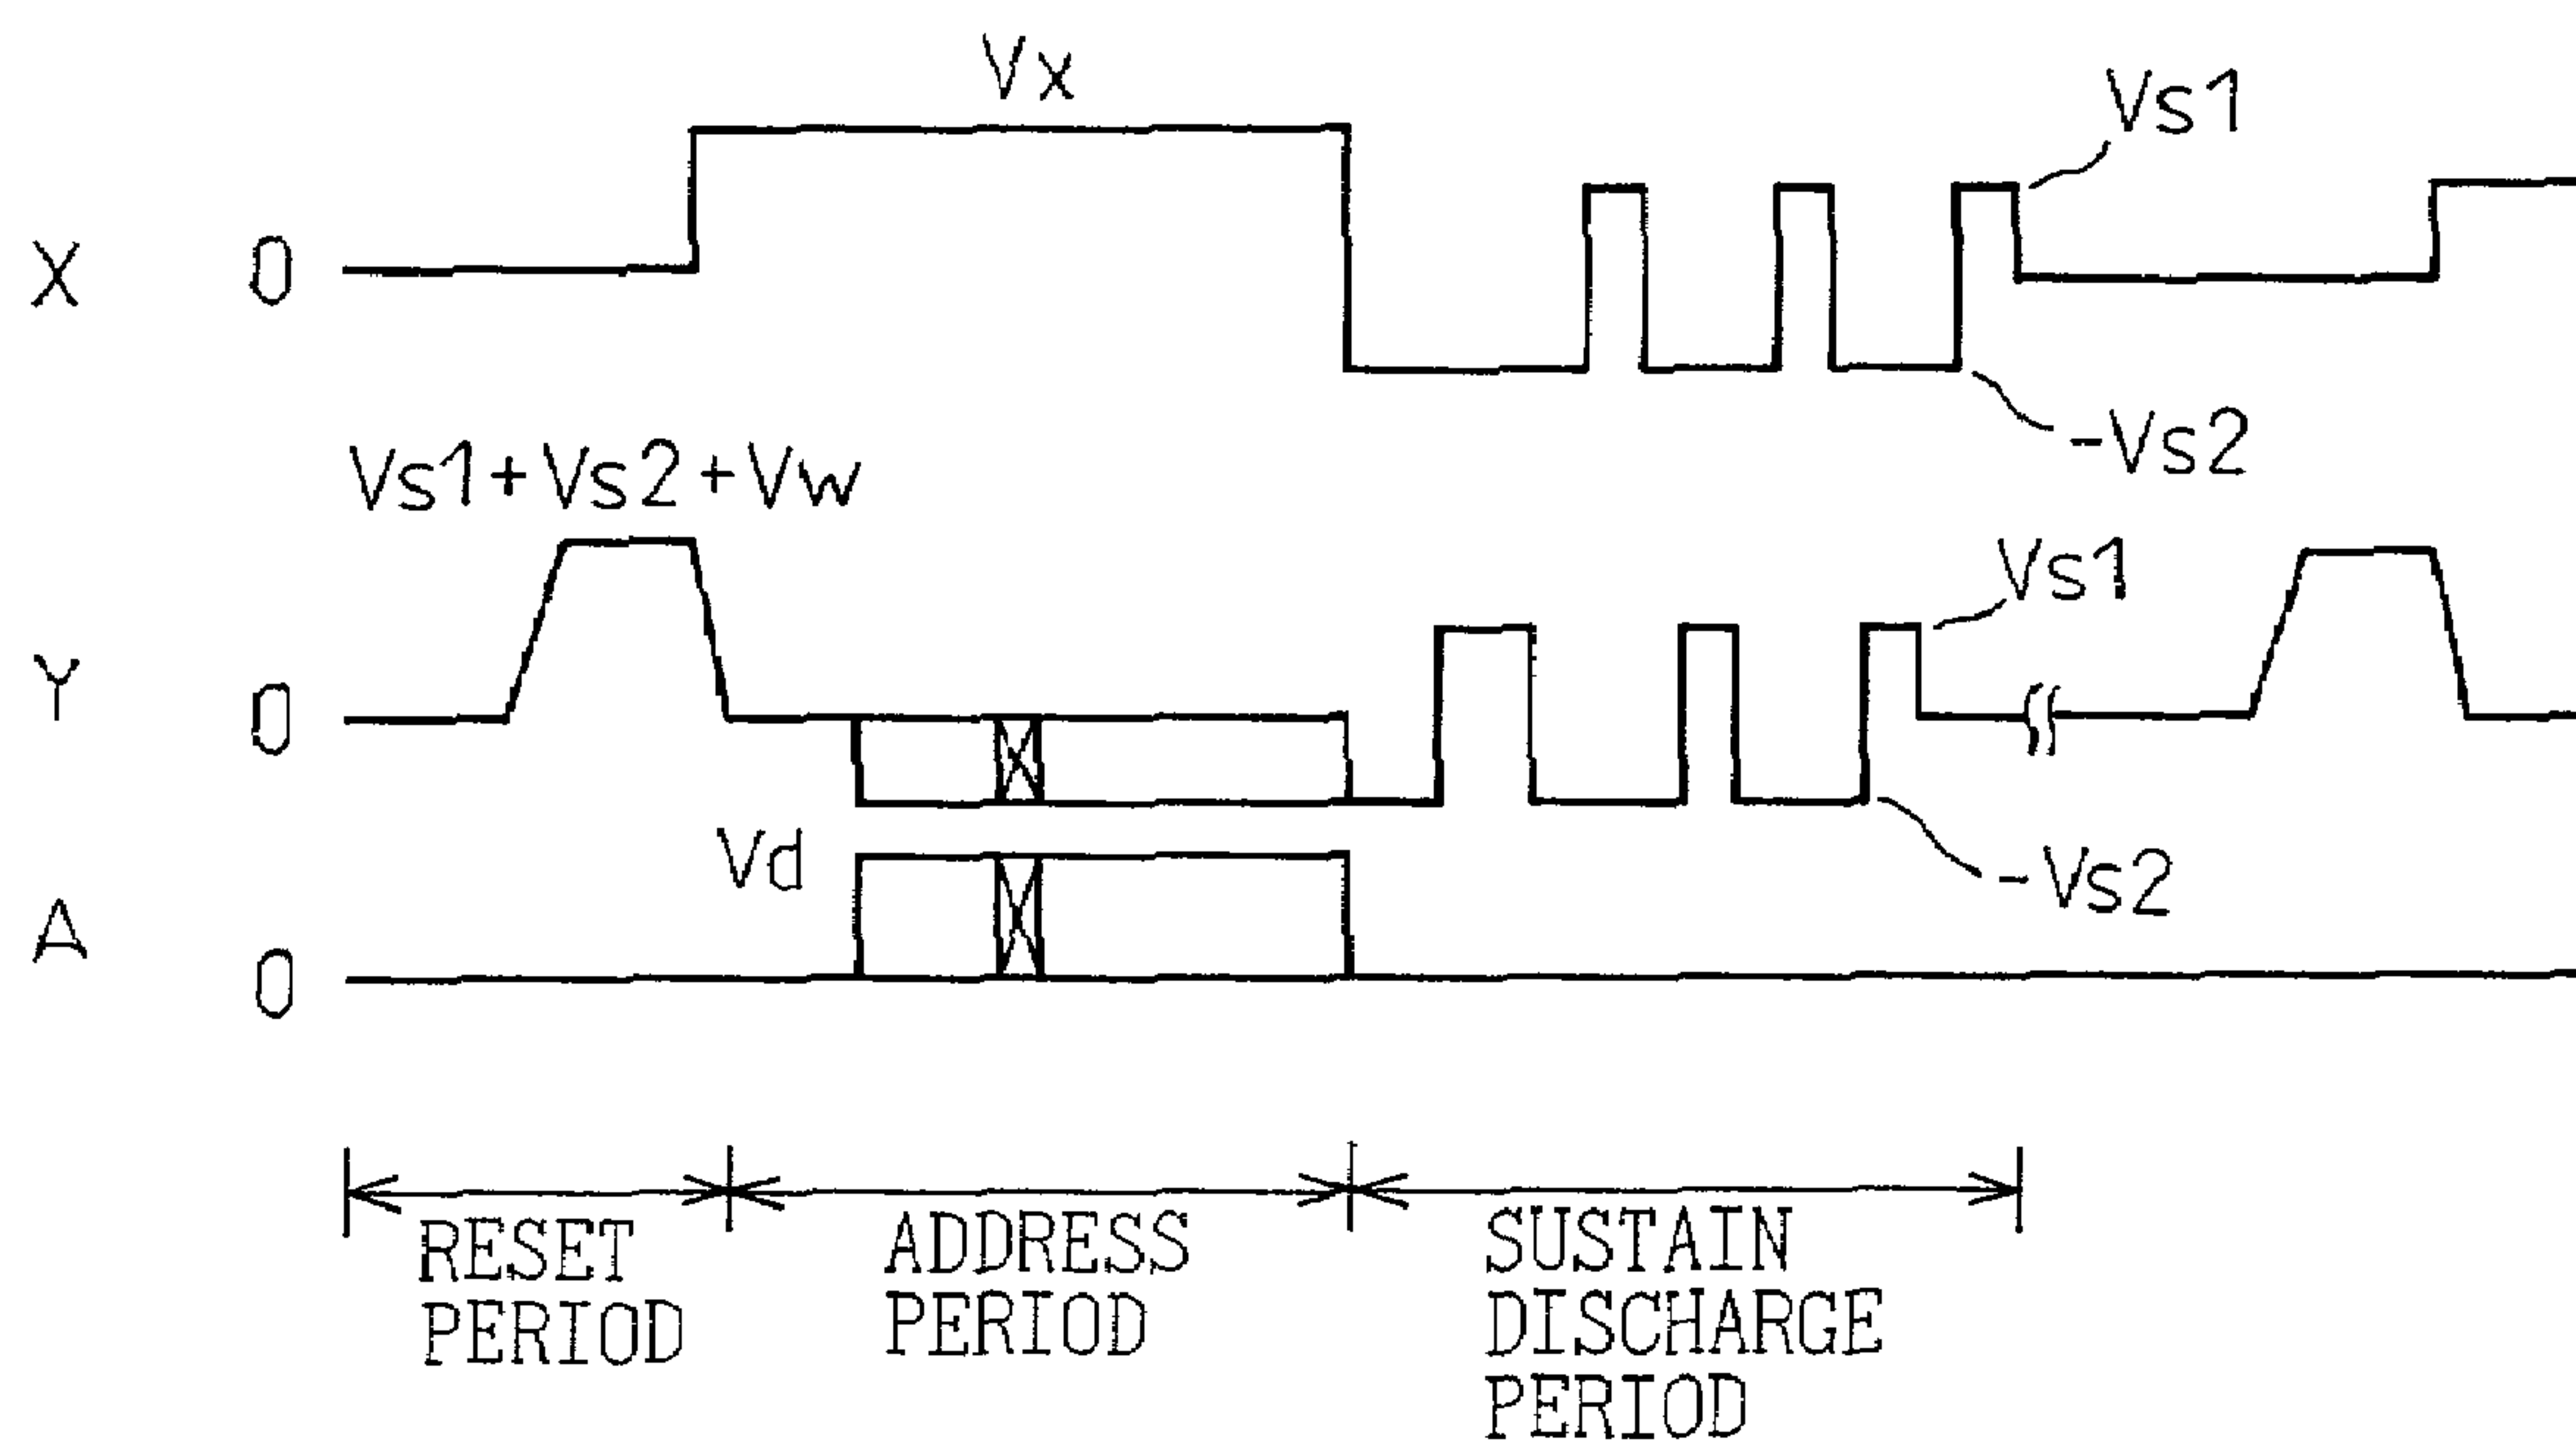 Vx
Vs1
X 0
-Vs2
Vs1+Vs2+Vw
Vs1
Y 0
Vd
-Vs2
A 0
RESET
PERIOD
ADDRESS
PERIOD
SUSTAIN
DISCHARGE
PERIOD